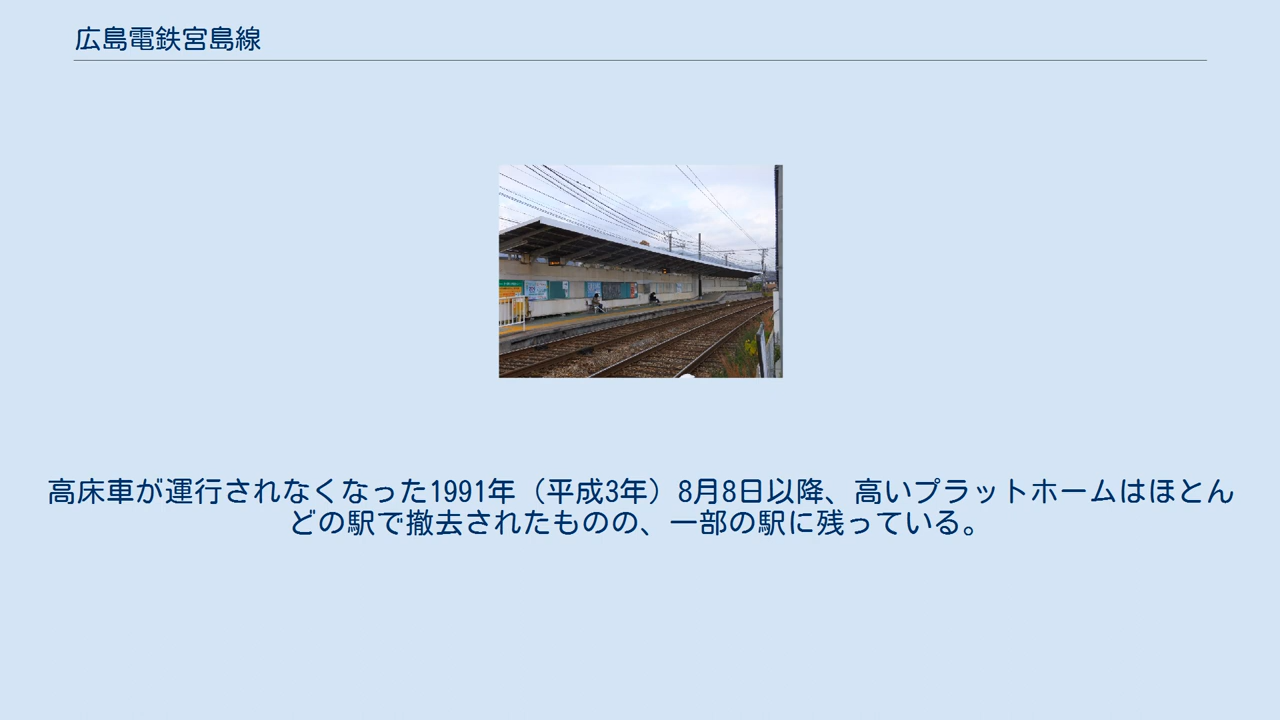 広島電鉄宮島線
高床車が運行されなくなった1991年（平成3年）8月8日以降、高いプラットホームはほとん
どの駅で撤去されたものの、一部の駅に残っている。